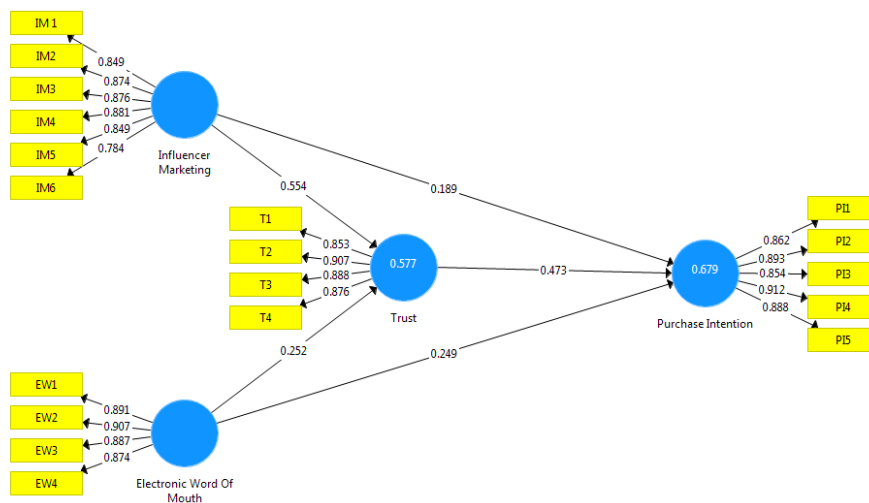 IM 1
IM2
IM3
IM4
IM5
IM6
0.849
0.874
0.876
0.881
0.849
0.784
Influencer
Marketing
0.554
0.189
T1
T2
T3
T4
0.853
0.907
0.888
0.876
0.577
Trust
0.473
0.679
Purchase Intention
0.862
0.893
0.854
0.912
0.888
PI1
PI2
PI3
PI4
PI5
0.252
0.249
EW1
EW2
EW3
EW4
0.891
0.907
0.887
0.874
Electronic Word Of
Mouth